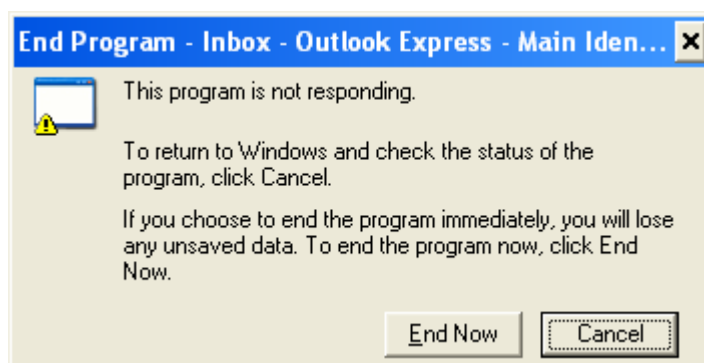 End Program - Inbox - Outlook Express - Main Iden...
This program is not responding.
To return to Windows and check the status of the
program, click Cancel.
If you choose to end the program immediately, you will lose
any unsaved data. To end the program now, click End
Now.
End Now
Cancel